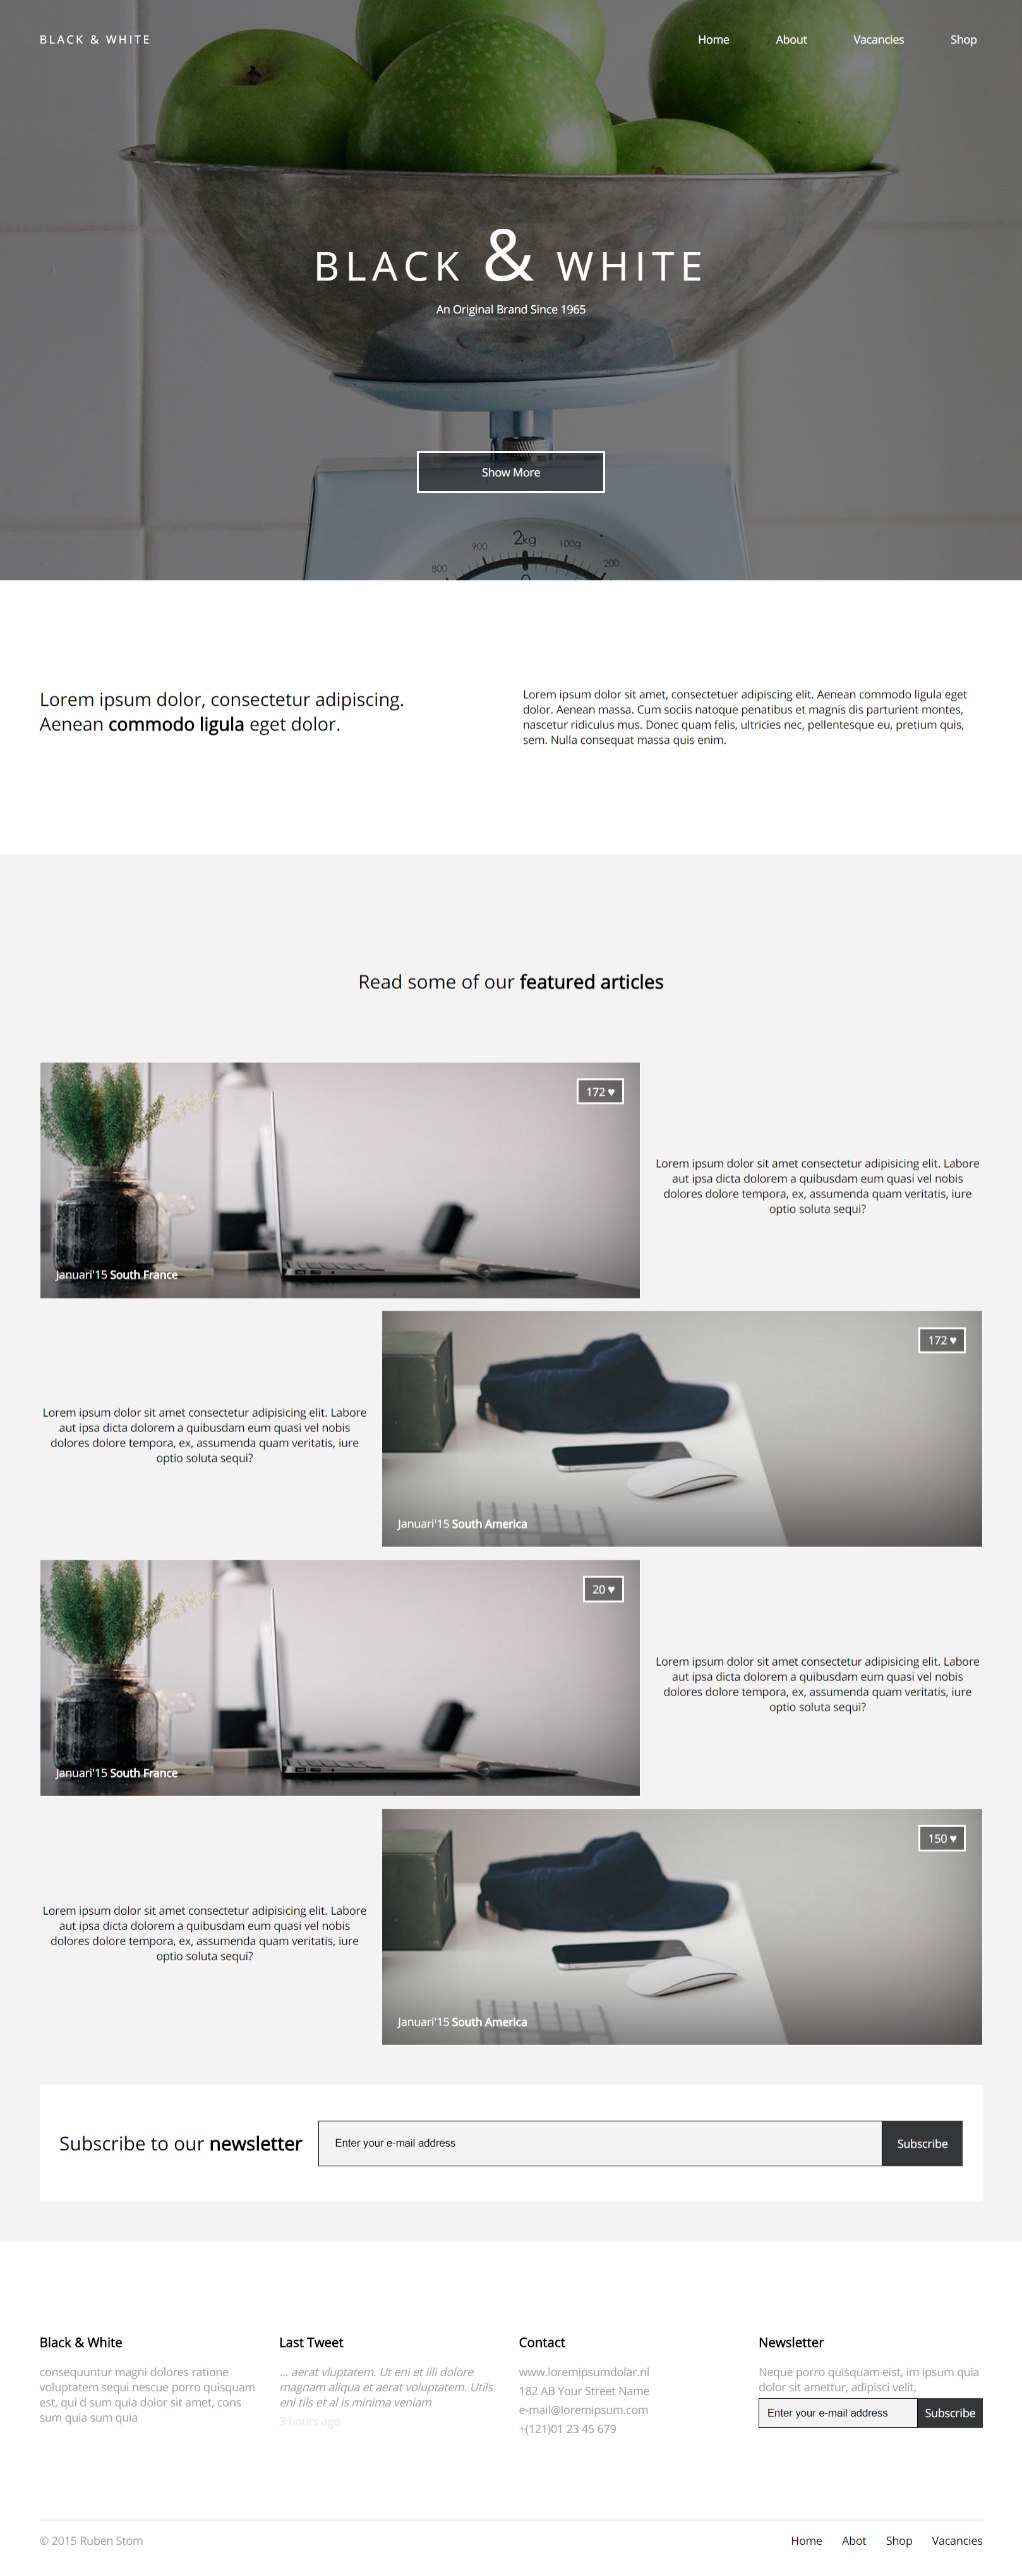 BLACK & WHITE
Home About Vacancies Shop
BLACK & WHITE
An Original Brand Since 1965
Show More
2kg
900 100g
800 200
0
Lorem ipsum dolor, consectetur adipiscing.
Aenean commodo ligula eget dolor.
Lorem ipsum dolor sit amet, consectetuer adipiscing elit. Aenean commodo ligula eget
dolor. Aenean massa. Cum sociis natoque penatibus et magnis dis parturient montes,
nascetur ridiculus mus. Donec quam felis, ultricies nec, pellentesque eu, pretium quis,
sem. Nulla consequat massa quis enim.
Read some of our featured articles
172 ♥
Januari'15 South France
Lorem ipsum dolor sit amet consectetur adipisicing elit. Labore
aut ipsa dicta dolorem a quibusdam eum quasi vel nobis
dolores dolore tempora, ex, assumenda quam veritatis, iure
optio soluta sequi?
Lorem ipsum dolor sit amet consectetur adipisicing elit. Labore
aut ipsa dicta dolorem a quibusdam eum quasi vel nobis
dolores dolore tempora, ex, assumenda quam veritatis, iure
optio soluta sequi?
172 ♥
Januari'15 South America
20 ♥
Januari'15 South France
Lorem ipsum dolor sit amet consectetur adipisicing elit. Labore
aut ipsa dicta dolorem a quibusdam eum quasi vel nobis
dolores dolore tempora, ex, assumenda quam veritatis, iure
optio soluta sequi?
Lorem ipsum dolor sit amet consectetur adipisicing elit. Labore
aut ipsa dicta dolorem a quibusdam eum quasi vel nobis
dolores dolore tempora, ex, assumenda quam veritatis, iure
optio soluta sequi?
150 ♥
Januari'15 South America
Subscribe to our newsletter
Enter your e-mail address
Subscribe
Black & White
consequuntur magni dolores ratione
voluptatem sequi nescue porro quisquam
est, qui d sum quia dolor sit amet, cons
sum quia sum quia
Last Tweet
... aerat vluptatem. Ut eni et illi dolore
magnam aliqua et aerat voluptatem. Utils
eni tils et al is minima veniam
3 hours ago
Contact
www.loremipsumdolar.nl
182 AB Your Street Name
e-mail@loremipsum.com
+(121)01 23 45 679
Newsletter
Neque porro quisquam eist, im ipsum quia
dolor sit amettur, adipisci velit,
Enter your e-mail address
Subscribe
© 2015 Ruben Stom
Home Abot Shop Vacancies